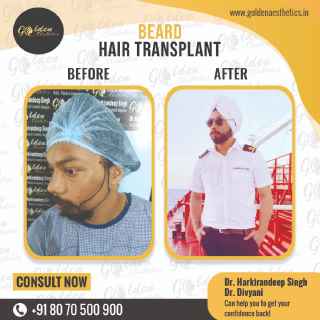 Golden
www.goldenaesthetics.in
BEARD
HAIR TRANSPLANT
BEFORE
AFTER
CONSULT NOW
+91 80 70 500 900
Dr. Harkirandeep Singh
Dr. Divyani
Can help you to get your
confidence back!